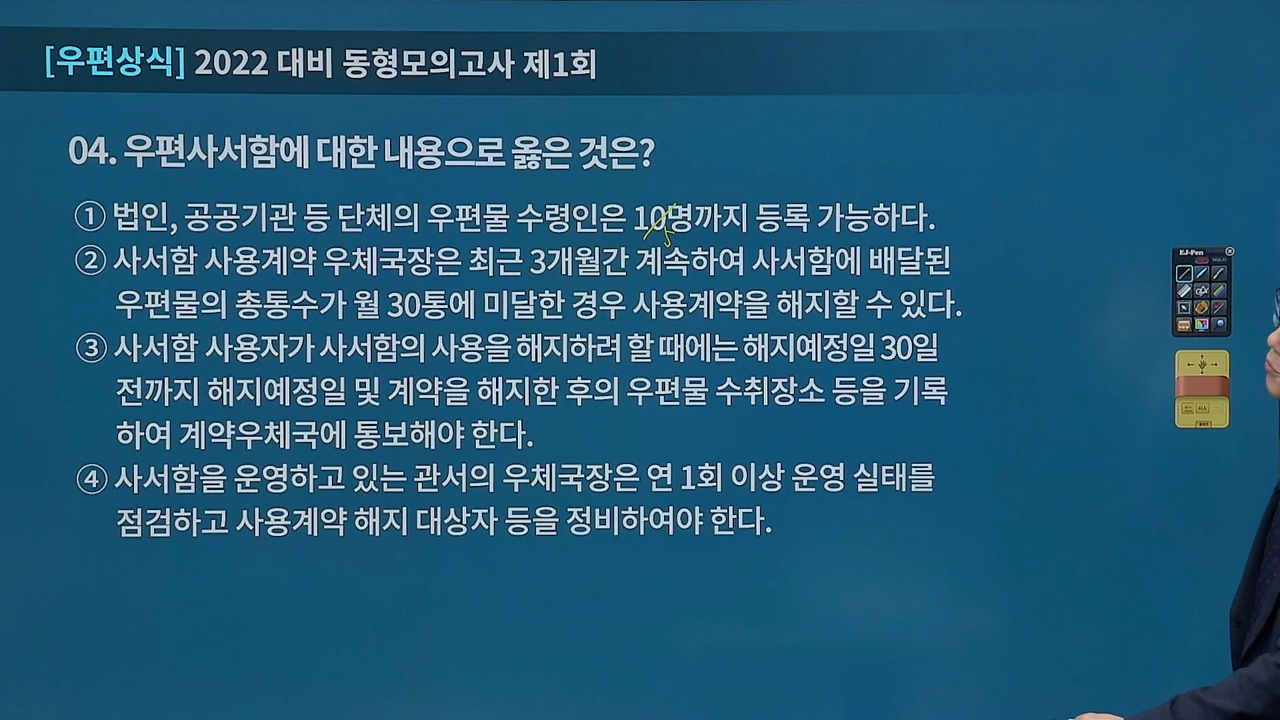 [우편상식] 2022 대비 동형모의고사 제1회
04. 우편사서함에 대한 내용으로 옳은 것은?
① 법인, 공공기관 등 단체의 우편물 수령인은 10명까지 등록 가능하다.
② 사서함 사용계약 우체국장은 최근 3개월간 계속하여 사서함에 배달된
우편물의 총통수가 월 30통에 미달한 경우 사용계약을 해지할 수 있다.
③ 사서함 사용자가 사서함의 사용을 해지하려 할 때에는 해지예정일 30일
전까지 해지예정일 및 계약을 해지한 후의 우편물 수취장소 등을 기록
하여 계약우체국에 통보해야 한다.
④ 사서함을 운영하고 있는 관서의 우체국장은 연 1회 이상 운영 실태를
점검하고 사용계약 해지 대상자 등을 정비하여야 한다.
EJ-Pen
ALL
EXIT